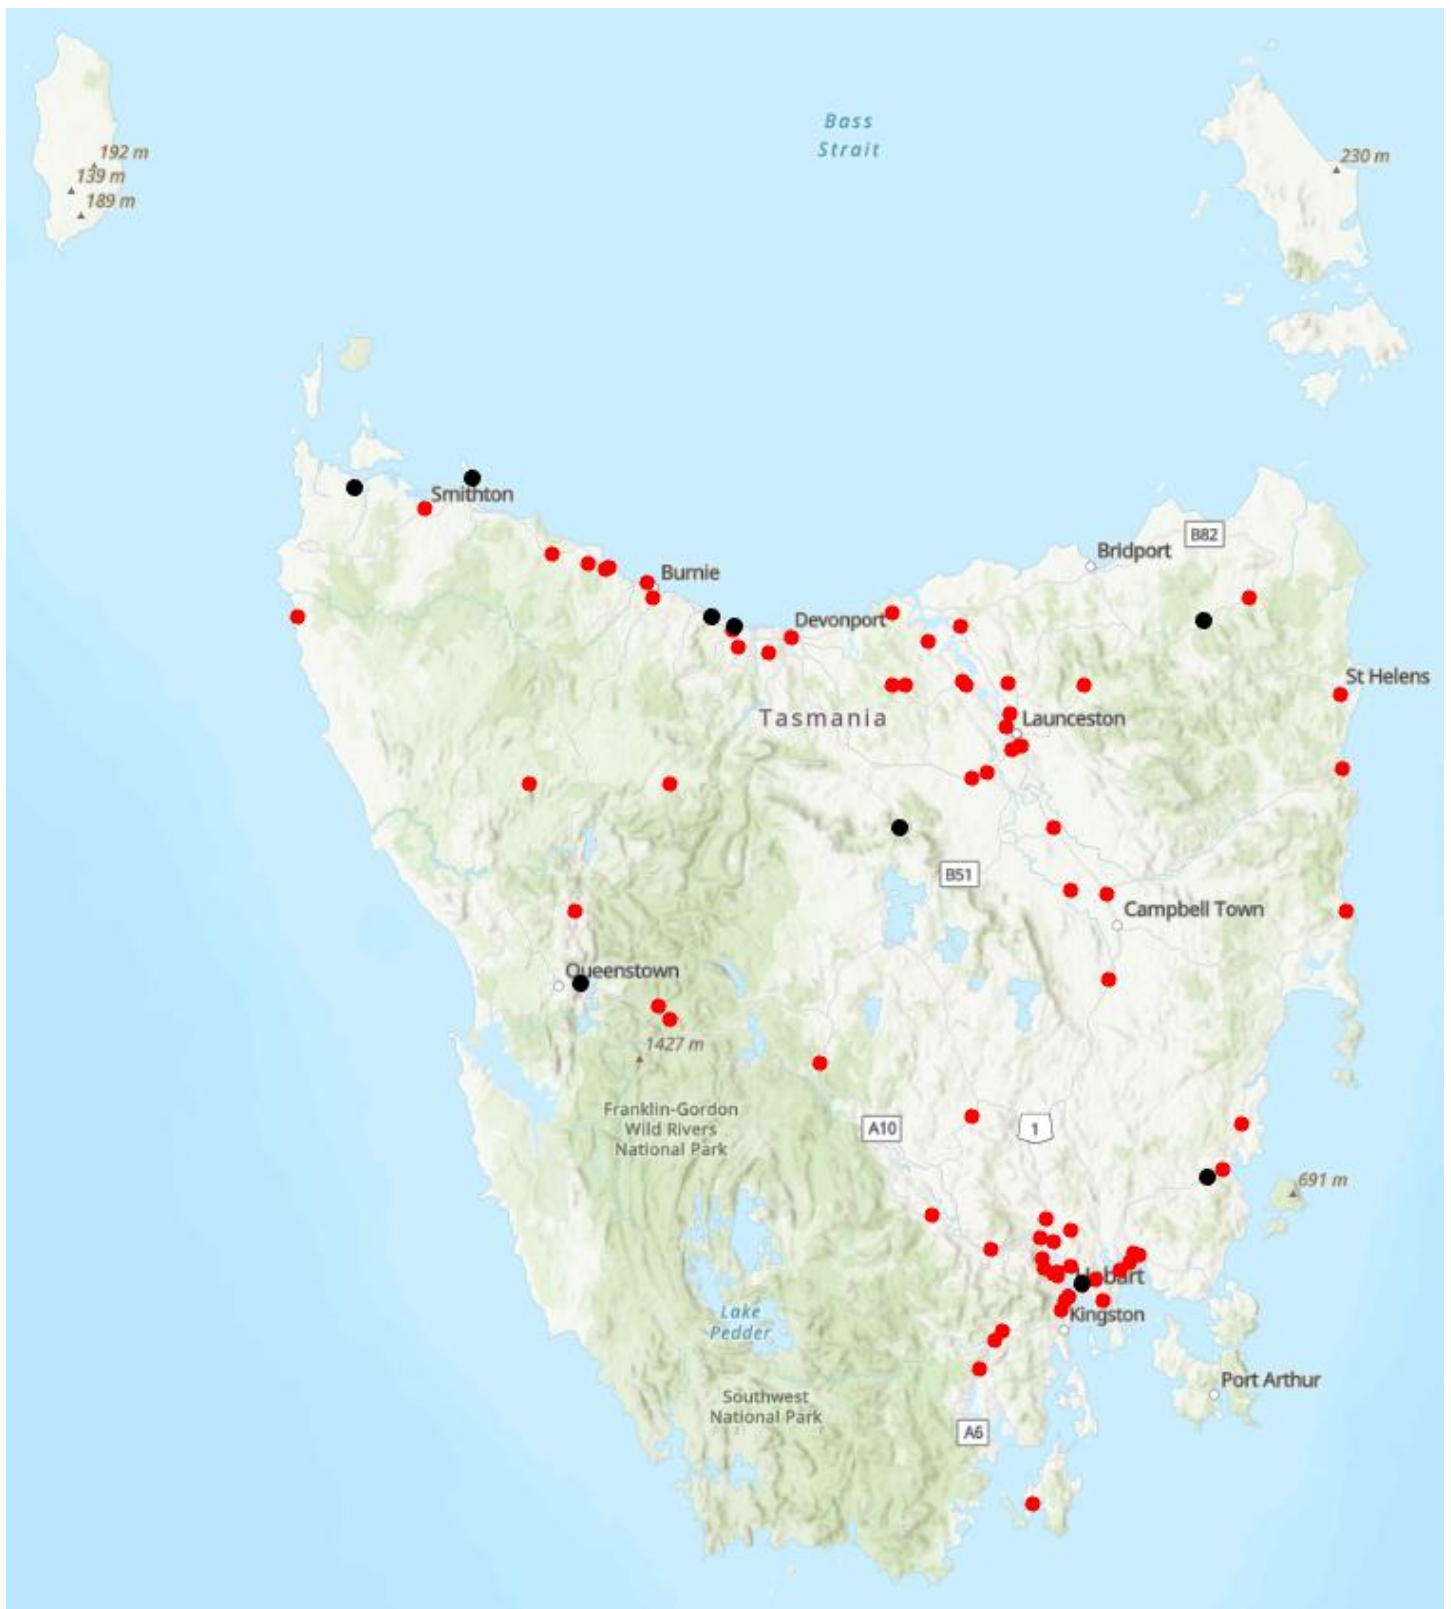 Bass
Strait
192 m
139 m
189 m
230 m
Smithton
B82
Bridport
Burnie
Devonport
St Helens
Tasmania
Launceston
B51
Campbell Town
Queenstown
1427 m
Franklin-Gordon
Wild Rivers
National Park
A10
1
691 m
Hobart
Lake
Pedder
Kingston
Port Arthur
Southwest
National Park
A6